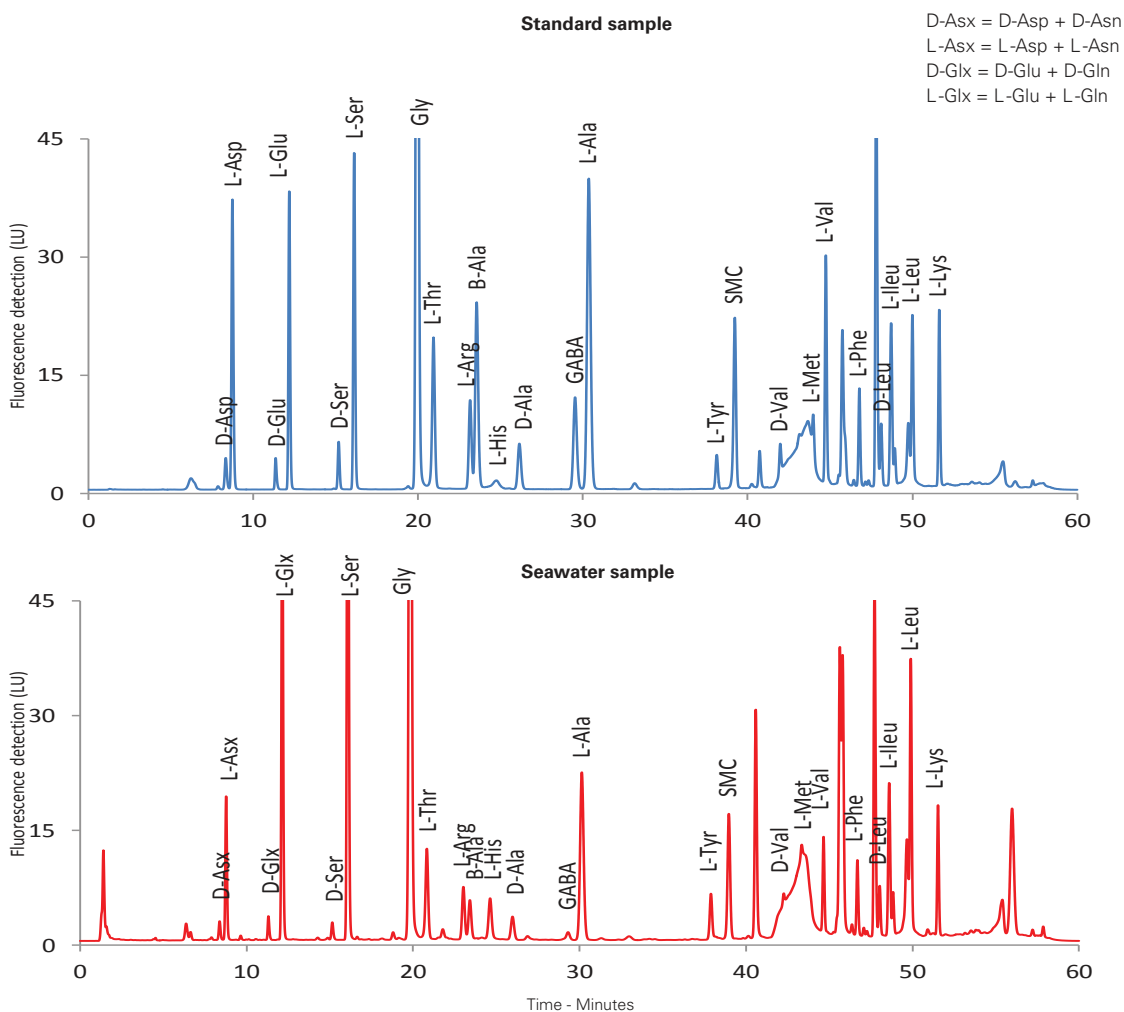 Standard sample
D-Asx = D-Asp + D-Asn
L-Asx = L-Asp + L-Asn
D-Glx = D-Glu + D-Gln
L-Glx = L-Glu + L-Gln
Fluorescence detection (LU)
45
30
15
0
D-Asp
L-Asp
D-Glu
L-Glu
D-Ser
L-Ser
Gly
L-Thr
L-Arg
B-Ala
L-His
D-Ala
GABA
L-Ala
L-Tyr
SMC
D-Val
L-Met
L-Val
L-Phe
D-Leu
L-Ileu
L-Leu
L-Lys
0 10 20 30 40 50 60
Seawater sample
Fluorescence detection (LU)
45
30
15
0
D-Asx
L-Asx
D-Glx
L-Glx
D-Ser
L-Ser
Gly
L-Thr
L-Arg
B-Ala
L-His
D-Ala
GABA
L-Ala
L-Tyr
SMC
D-Val
L-Met
L-Val
L-Phe
D-Leu
L-Ileu
L-Leu
L-Lys
0 10 20 30 40 50 60
Time - Minutes